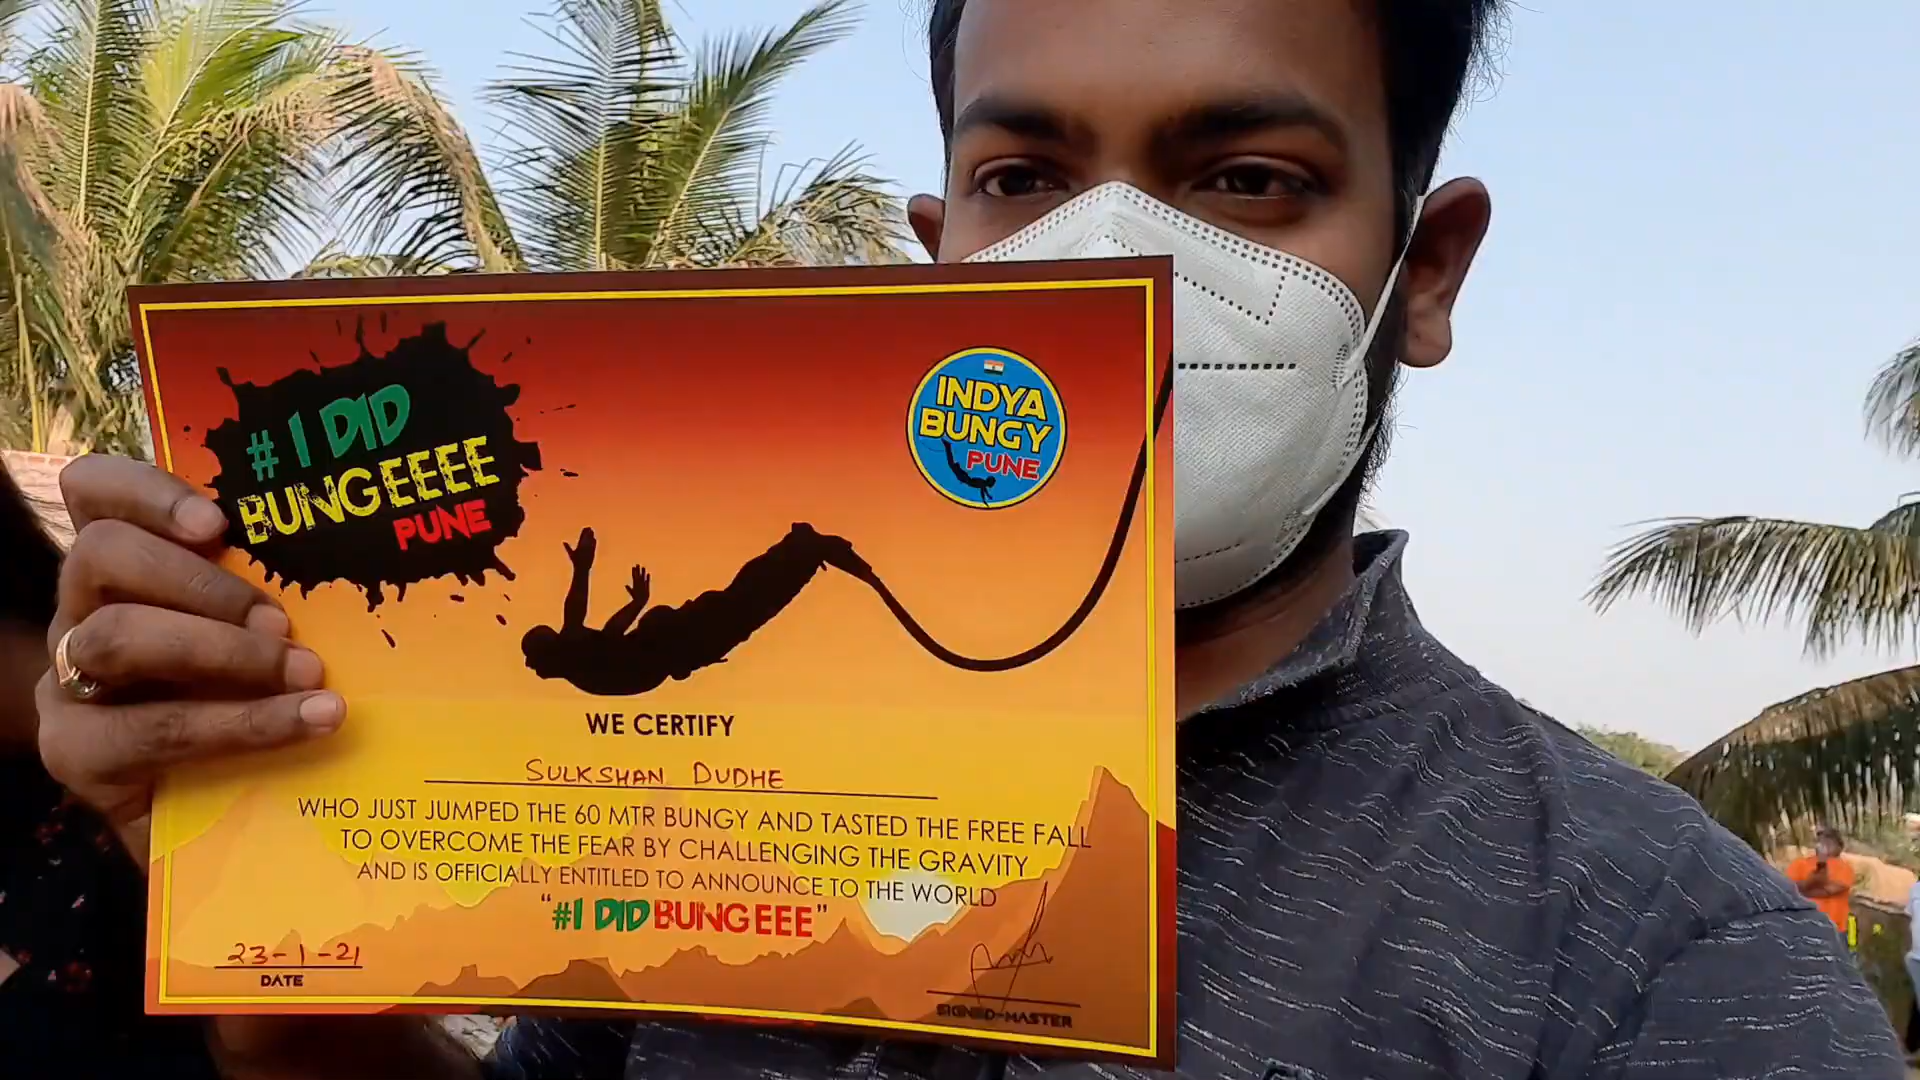 # I DID
BUNGEEEE
PUNE
INDYA
BUNGY
PUNE
WE CERTIFY
SULKSHAN DUDHE
WHO JUST JUMPED THE 60 MTR BUNGY AND TASTED THE FREE FALL
TO OVERCOME THE FEAR BY CHALLENGING THE GRAVITY
AND IS OFFICIALLY ENTITLED TO ANNOUNCE TO THE WORLD
"#I DID BUNGEEE"
23-1-21
DATE
SIGNED-MASTER